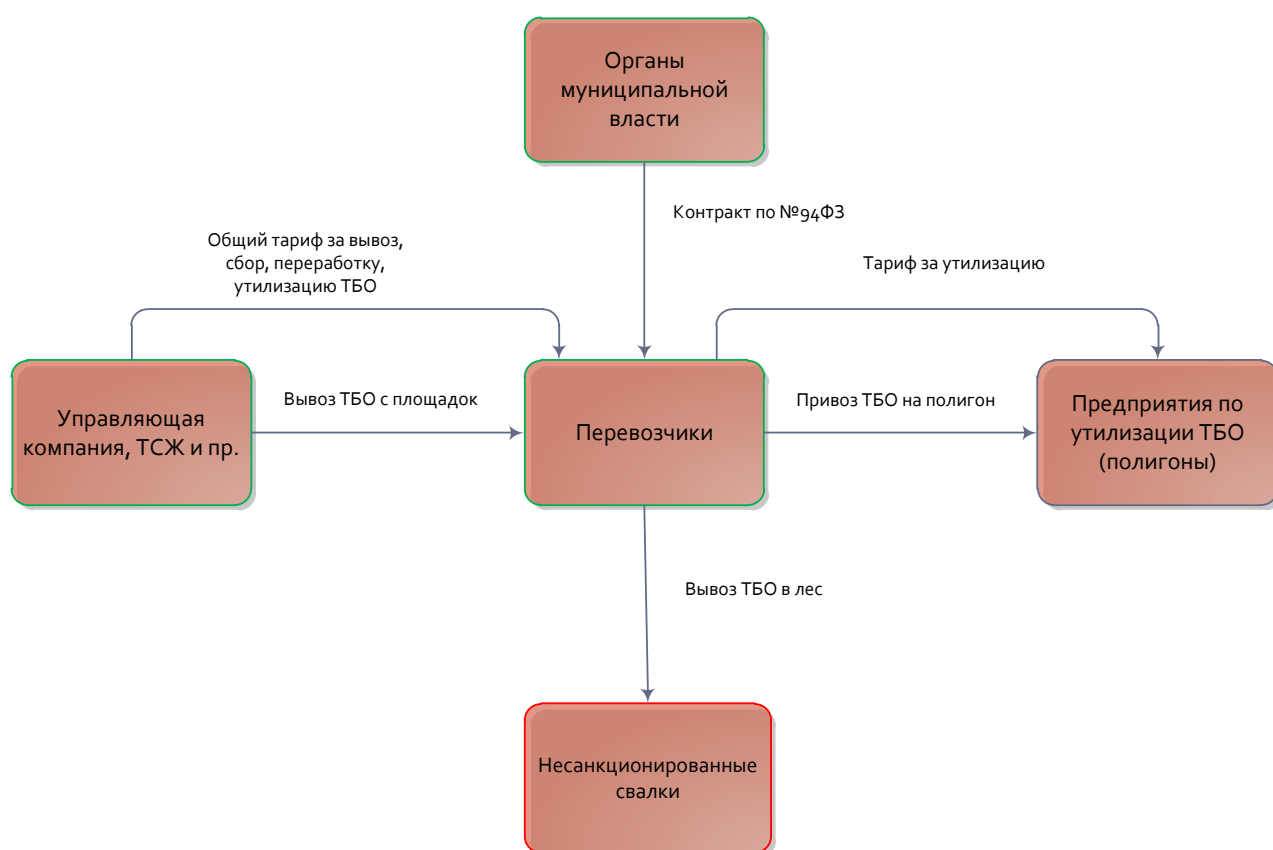 Органы
муниципальной
власти
Контракт по №94ФЗ
Общий тариф за вывоз,
сбор, переработку,
утилизацию ТБО
Тариф за утилизацию
Управляющая
компания, ТСЖ и пр.
Вывоз ТБО с площадок
Перевозчики
Привоз ТБО на полигон
Предприятия по
утилизации ТБО
(полигоны)
Вывоз ТБО в лес
Несанкционированные
свалки